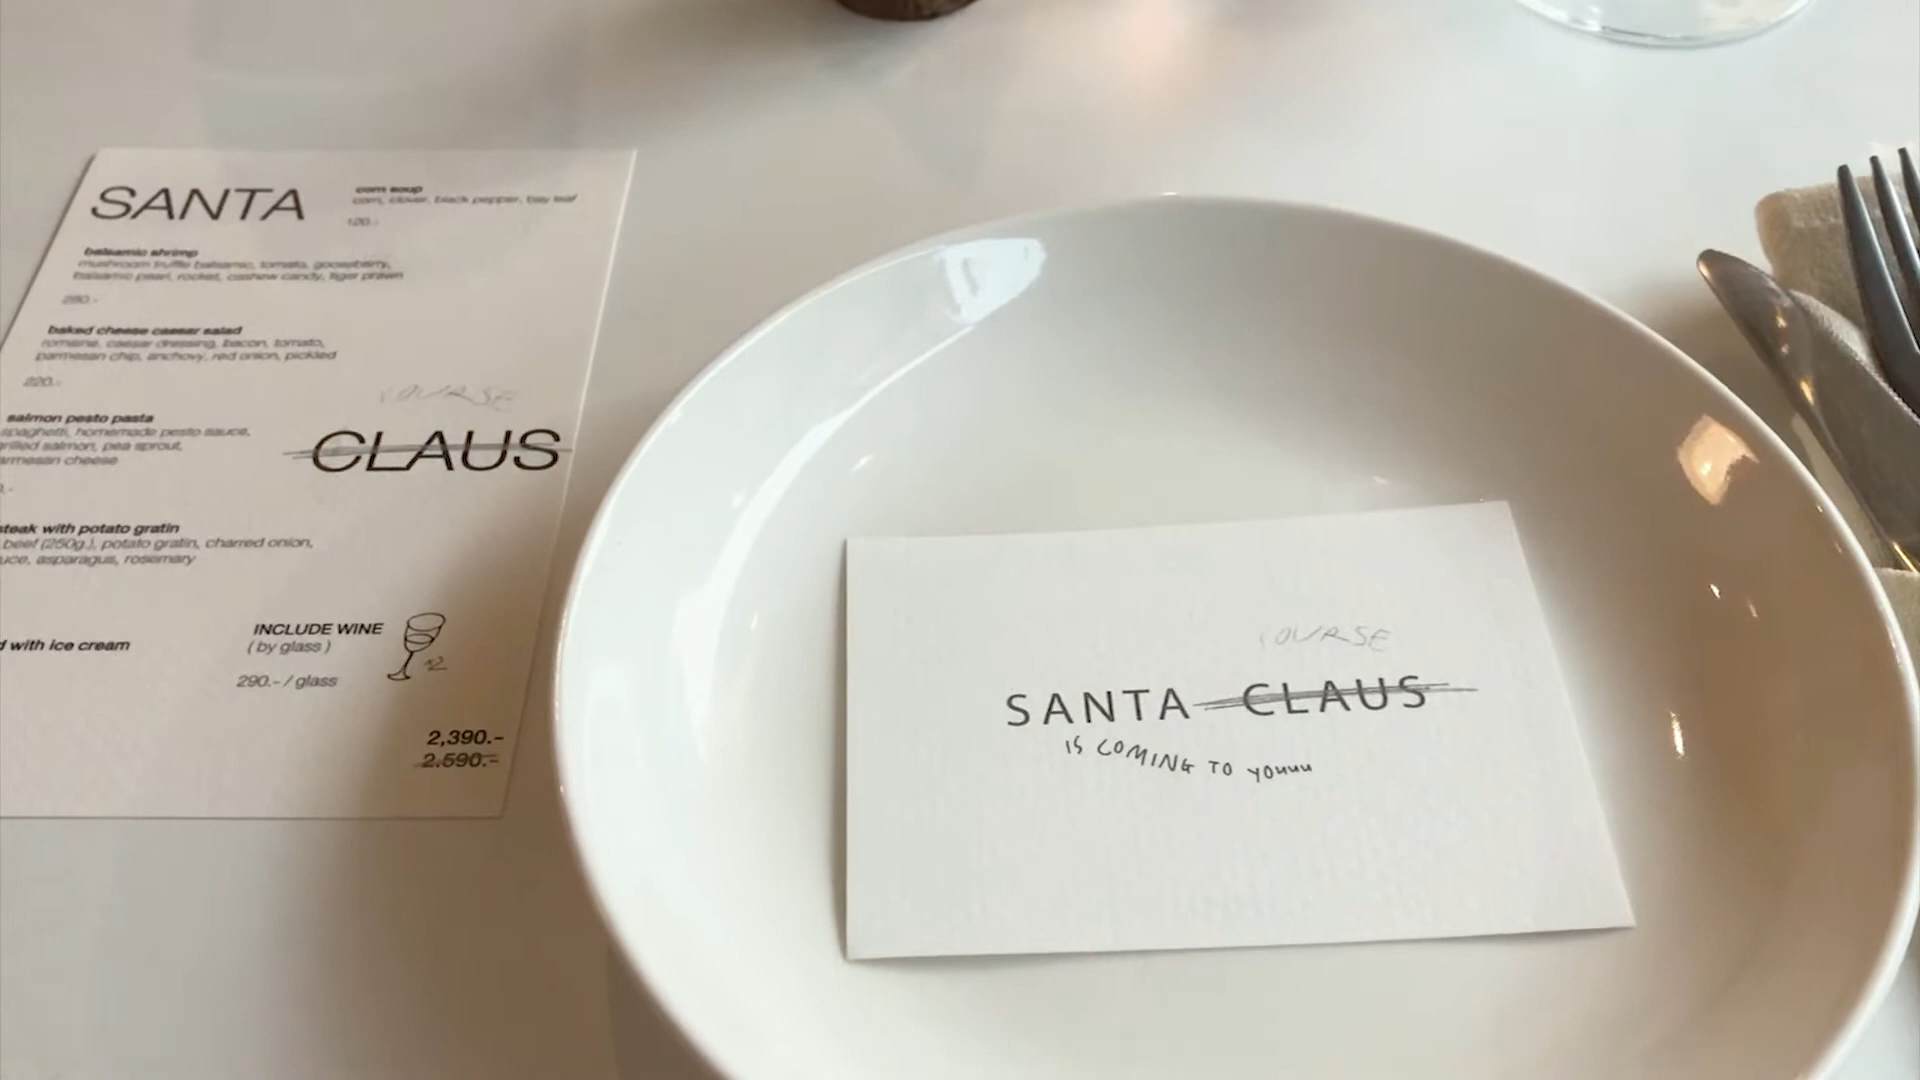 SANTA
corn soup
corn, clover, black pepper, bay leaf
120.-
balsamic shrimp
mushroom truffle balsamic, tomato, gooseberry,
balsamic pearl, rocket, cashew candy, tiger prawn
280.-
baked cheese caesar salad
romaine, caesar dressing, bacon, tomato,
parmesan chip, anchovy, red onion, pickled
220.-
salmon pesto pasta
spaghetti, homemade pesto sauce,
grilled salmon, pea sprout,
parmesan cheese
COURSE
CLAUS
steak with potato gratin
beef (250g.), potato gratin, charred onion,
asparagus, rosemary
with ice cream
INCLUDE WINE
( by glass )
x2
290.- / glass
2,390.-
2.590.-
COURSE
SANTA CLAUS
IS COMING TO YOuuu